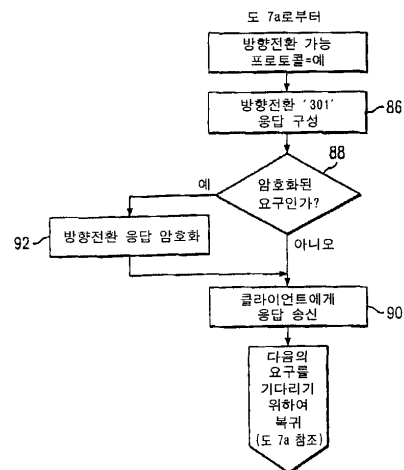 도 7a로부터
방향전환 가능
프로토콜=예
방향전환 '301'
응답 구성
86
88
암호화된
요구인가?
예
아니오
92
방향전환 응답 암호화
클라이언트에게
응답 송신
90
다음의
요구를
기다리기
위하여
복귀
(도 7a 참조)